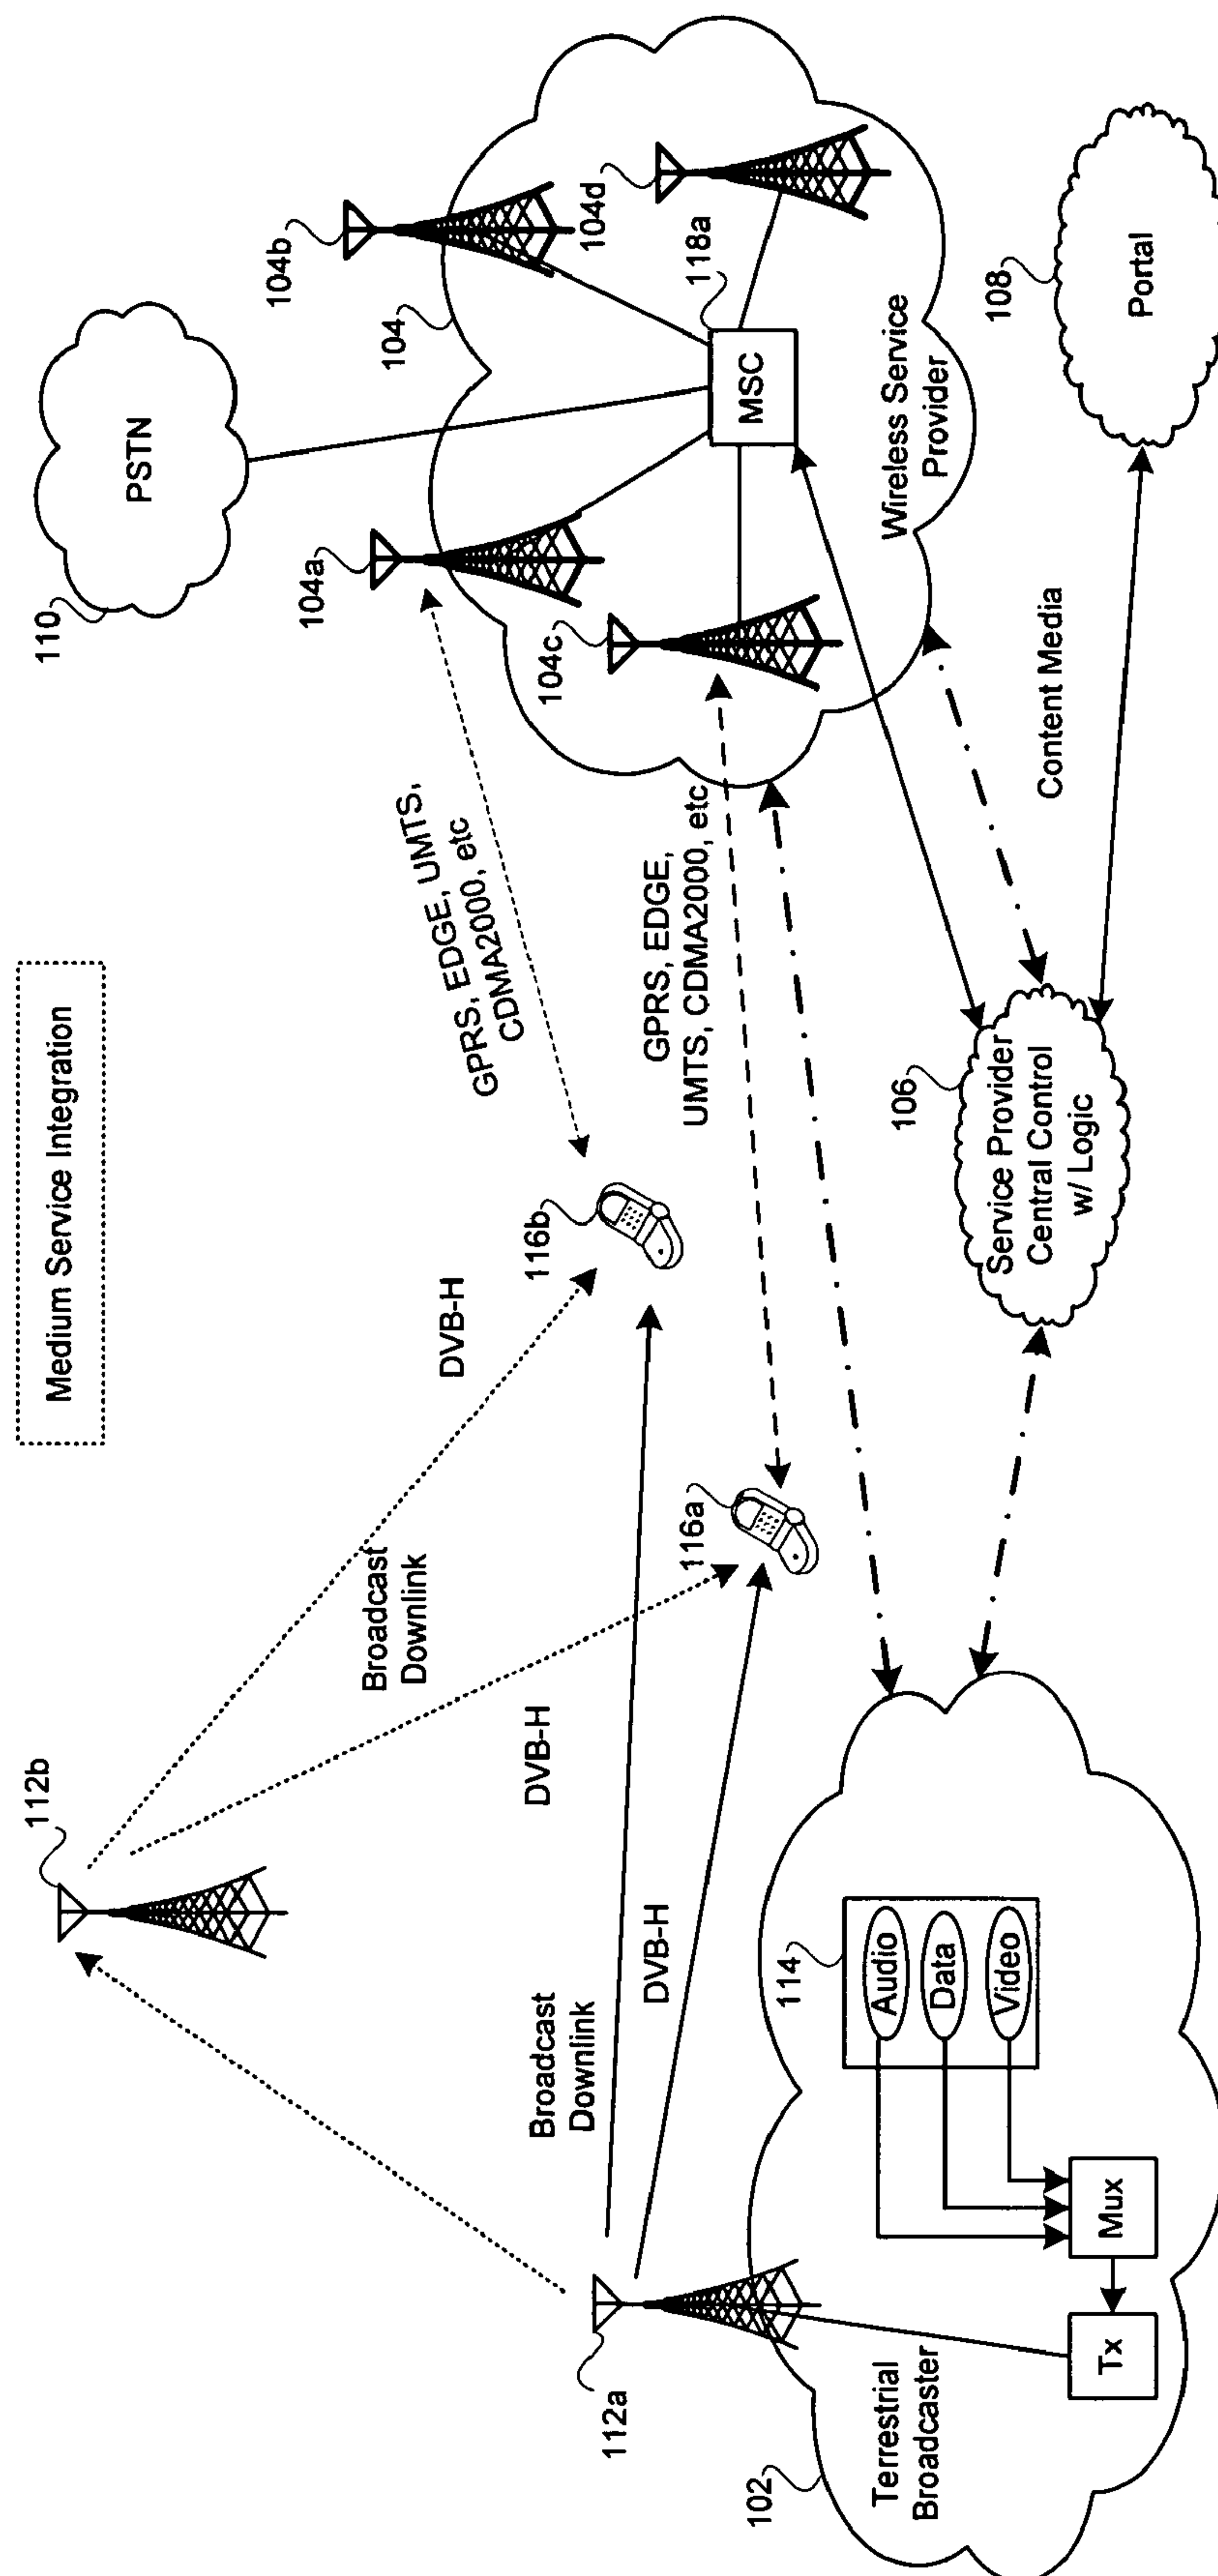 Medium Service Integration
110
PSTN
112b
104a
104b
104
104c
104d
118a
MSC
Wireless Service
Provider
GPRS, EDGE, UMTS,
CDMA2000, etc
GPRS, EDGE,
UMTS, CDMA2000, etc
DVB-H
116b
Broadcast
Downlink
DVB-H
116a
Broadcast
Downlink
DVB-H
112a
102
Terrestrial
Broadcaster
114
Audio
Data
Video
Mux
Tx
106
Service Provider
Central Control
w/ Logic
Content Media
108
Portal